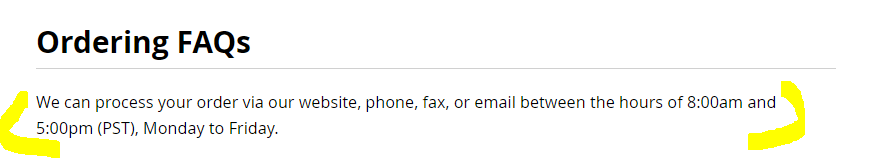 Ordering FAQs
We can process your order via our website, phone, fax, or email between the hours of 8:00am and
5:00pm (PST), Monday to Friday.